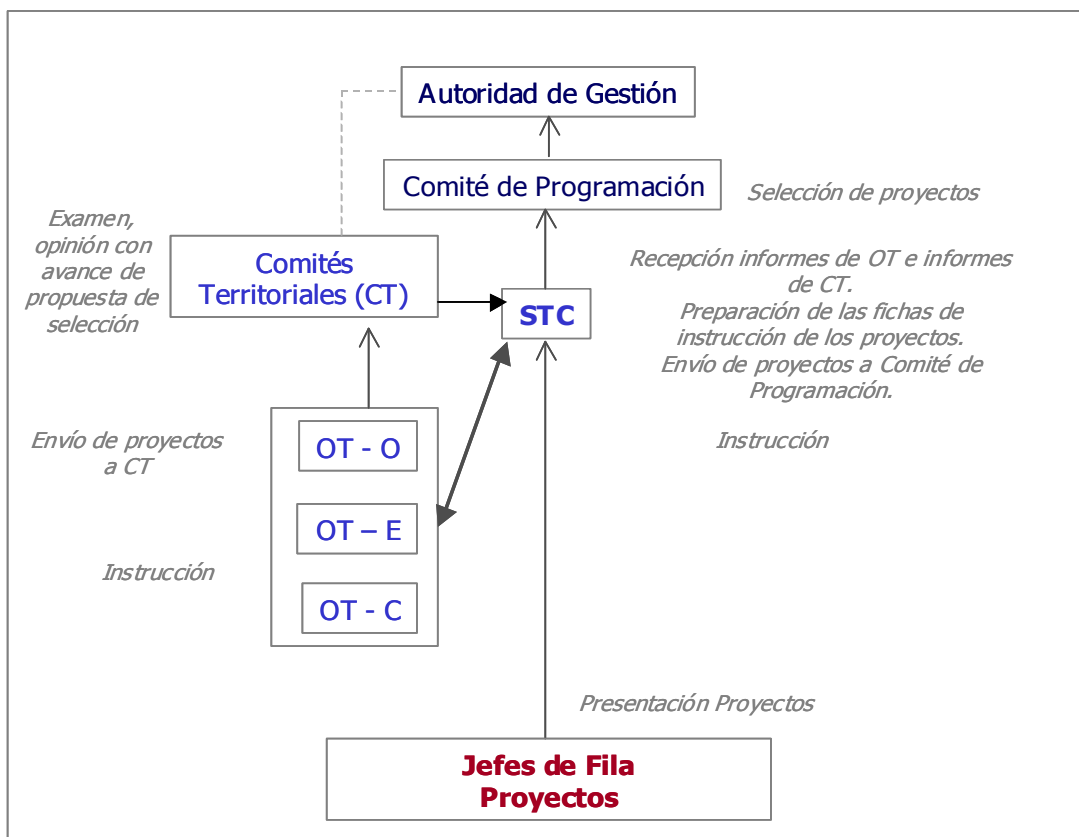 Autoridad de Gestión
Comité de Programación
Selección de proyectos
Examen,
opinión con
avance de
propuesta de
selección
Comités
Territoriales (CT)
STC
Recepción informes de OT e informes
de CT.
Preparación de las fichas de
instrucción de los proyectos.
Envío de proyectos a Comité de
Programación.
Instrucción
Envío de proyectos
a CT
OT - O
OT – E
OT - C
Instrucción
Presentación Proyectos
Jefes de Fila
Proyectos